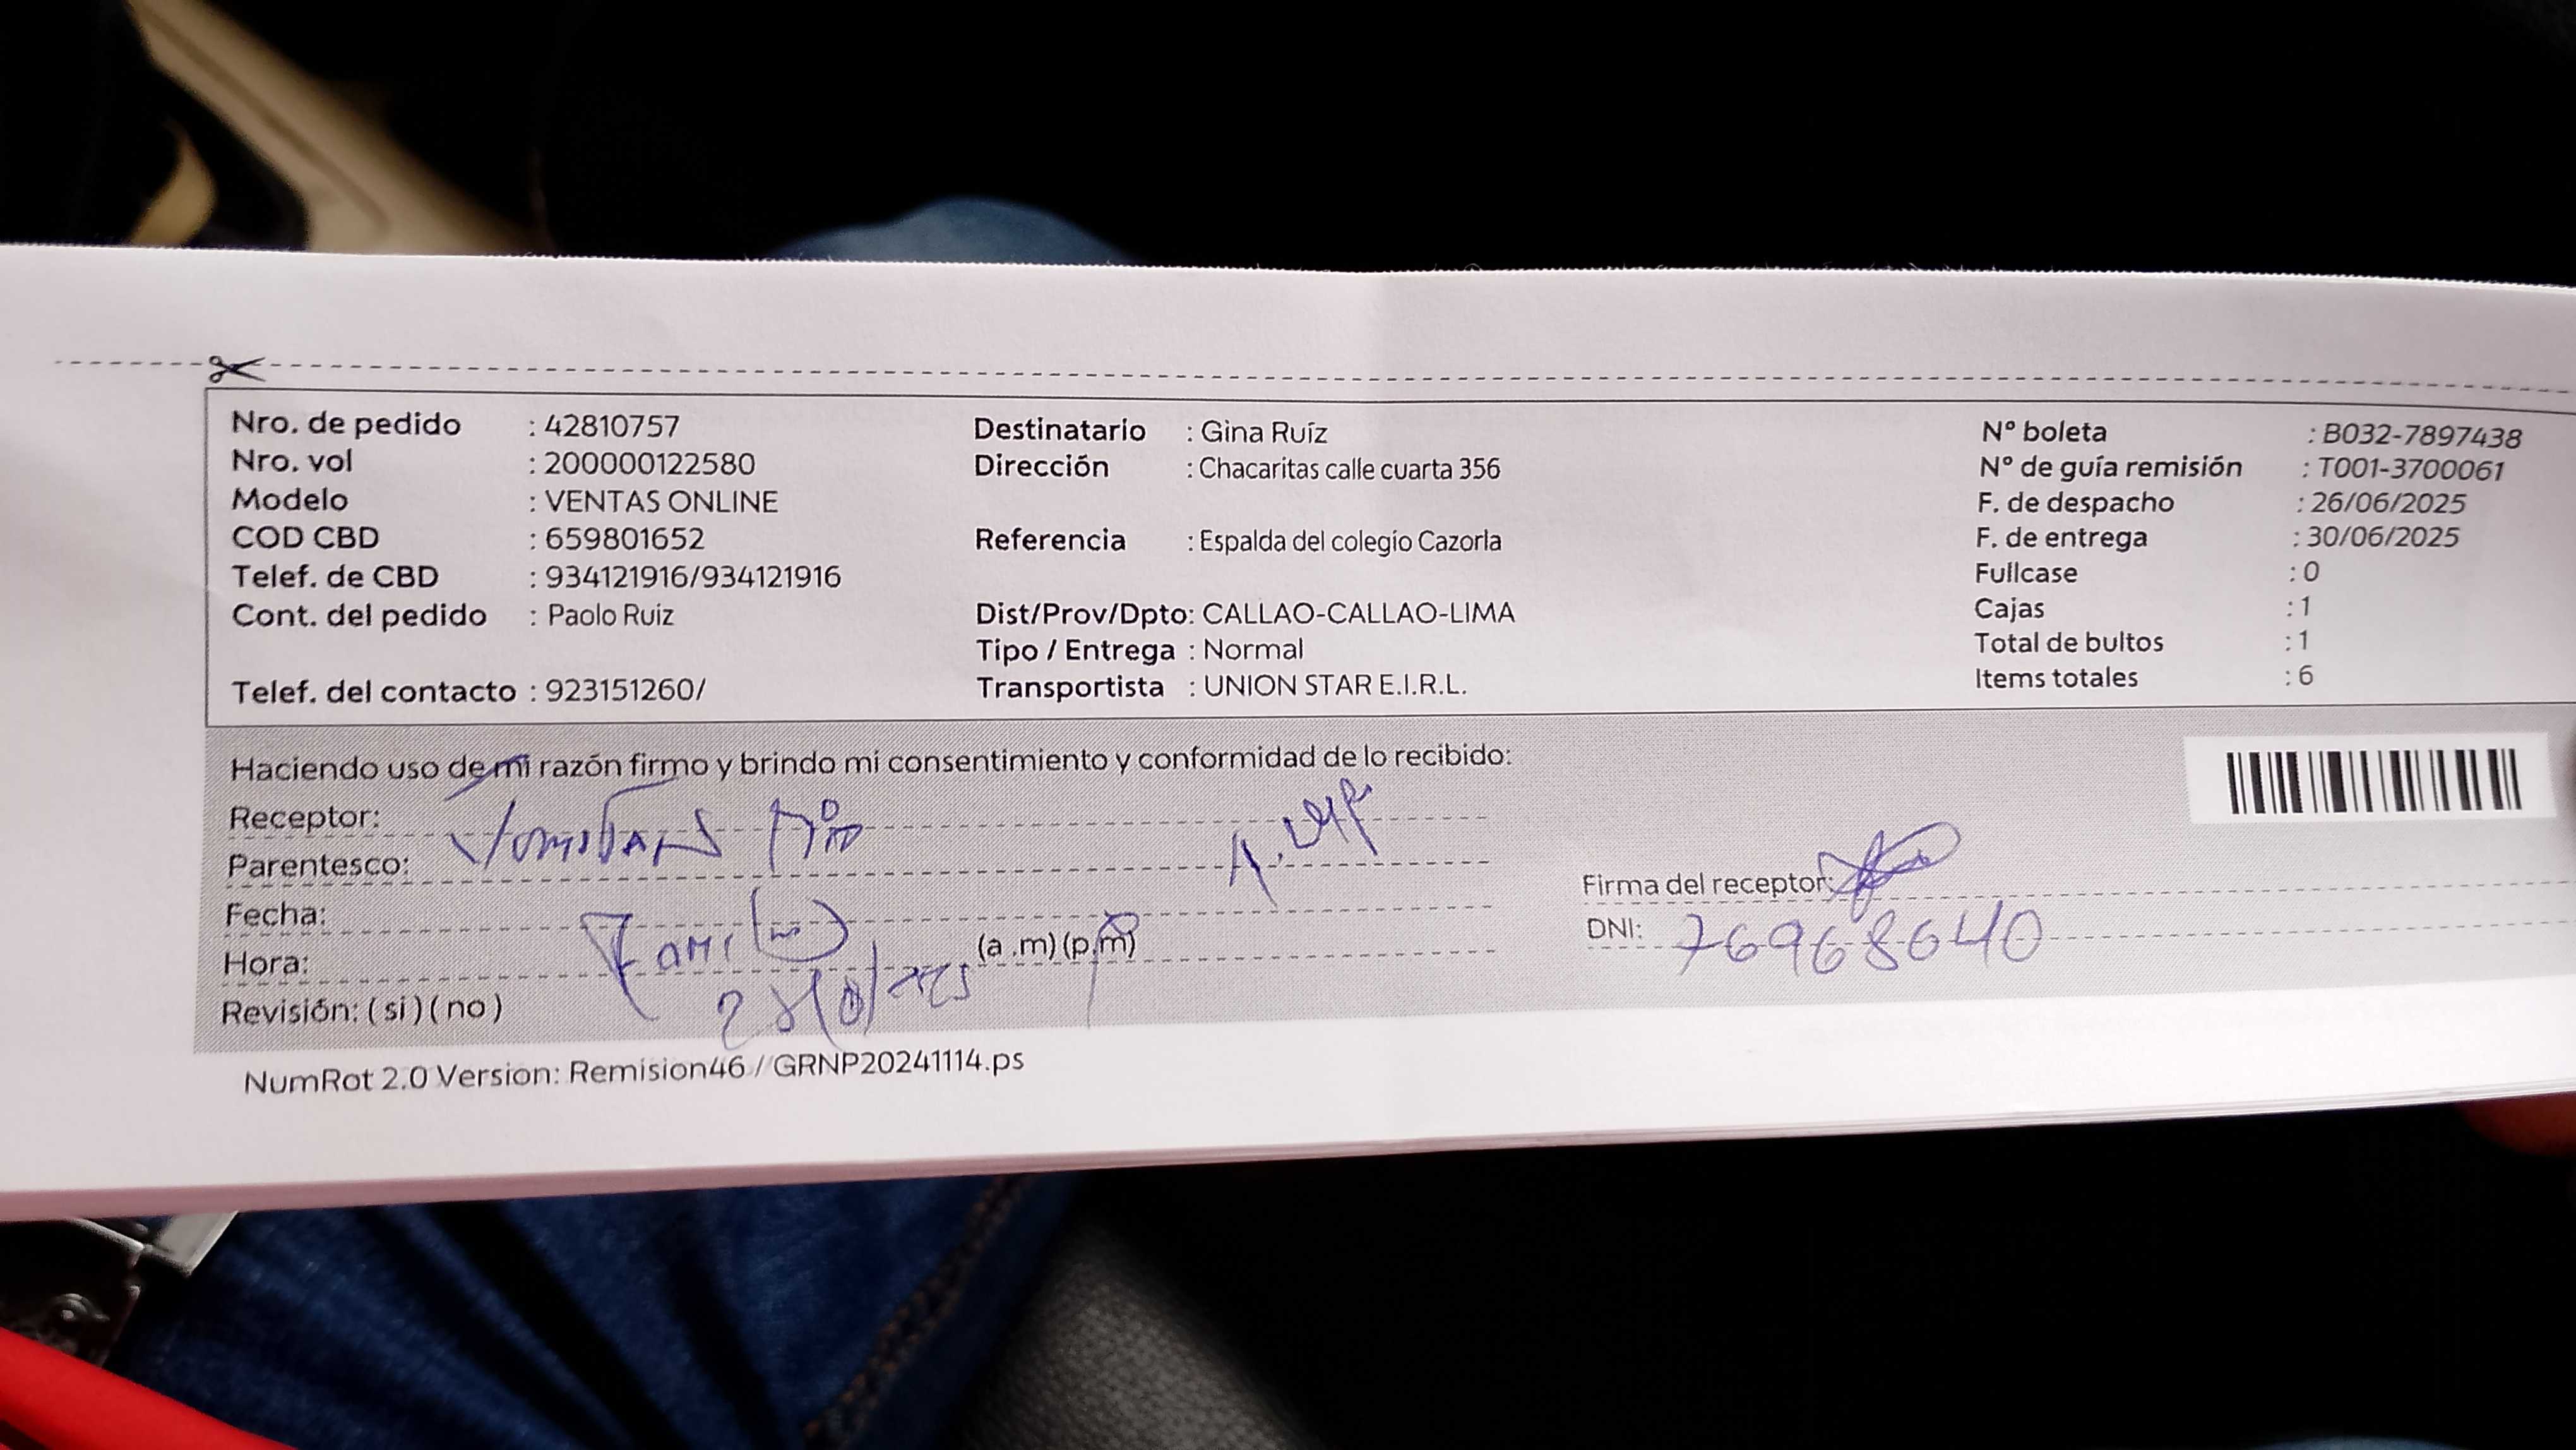 Nro. de pedido : 42810757
Nro. vol : 200000122580
Modelo : VENTAS ONLINE
COD CBD : 659801652
Telef. de CBD : 934121916/934121916
Cont. del pedido : Paolo Ruiz
Telef. del contacto : 923151260/
Destinatario : Gina Ruíz
Dirección : Chacaritas calle cuarta 356
Referencia : Espalda del colegio Cazorla
Dist/Prov/Dpto: CALLAO-CALLAO-LIMA
Tipo / Entrega : Normal
Transportista : UNION STAR E.I.R.L.
Nº boleta : B032-7897438
Nº de guía remisión : T001-3700061
F. de despacho : 26/06/2025
F. de entrega : 30/06/2025
Fullcase : 0
Cajas : 1
Total de bultos : 1
Items totales : 6
Haciendo uso de mi razón firmo y brindo mi consentimiento y conformidad de lo recibido:
Receptor:
Parentesco:
Fecha:
Hora: (a .m) (p.m)
Revisión: ( si ) ( no )
Firma del receptor:
DNI: 76968640
NumRot 2.0 Version: Remision46 / GRNP20241114.ps